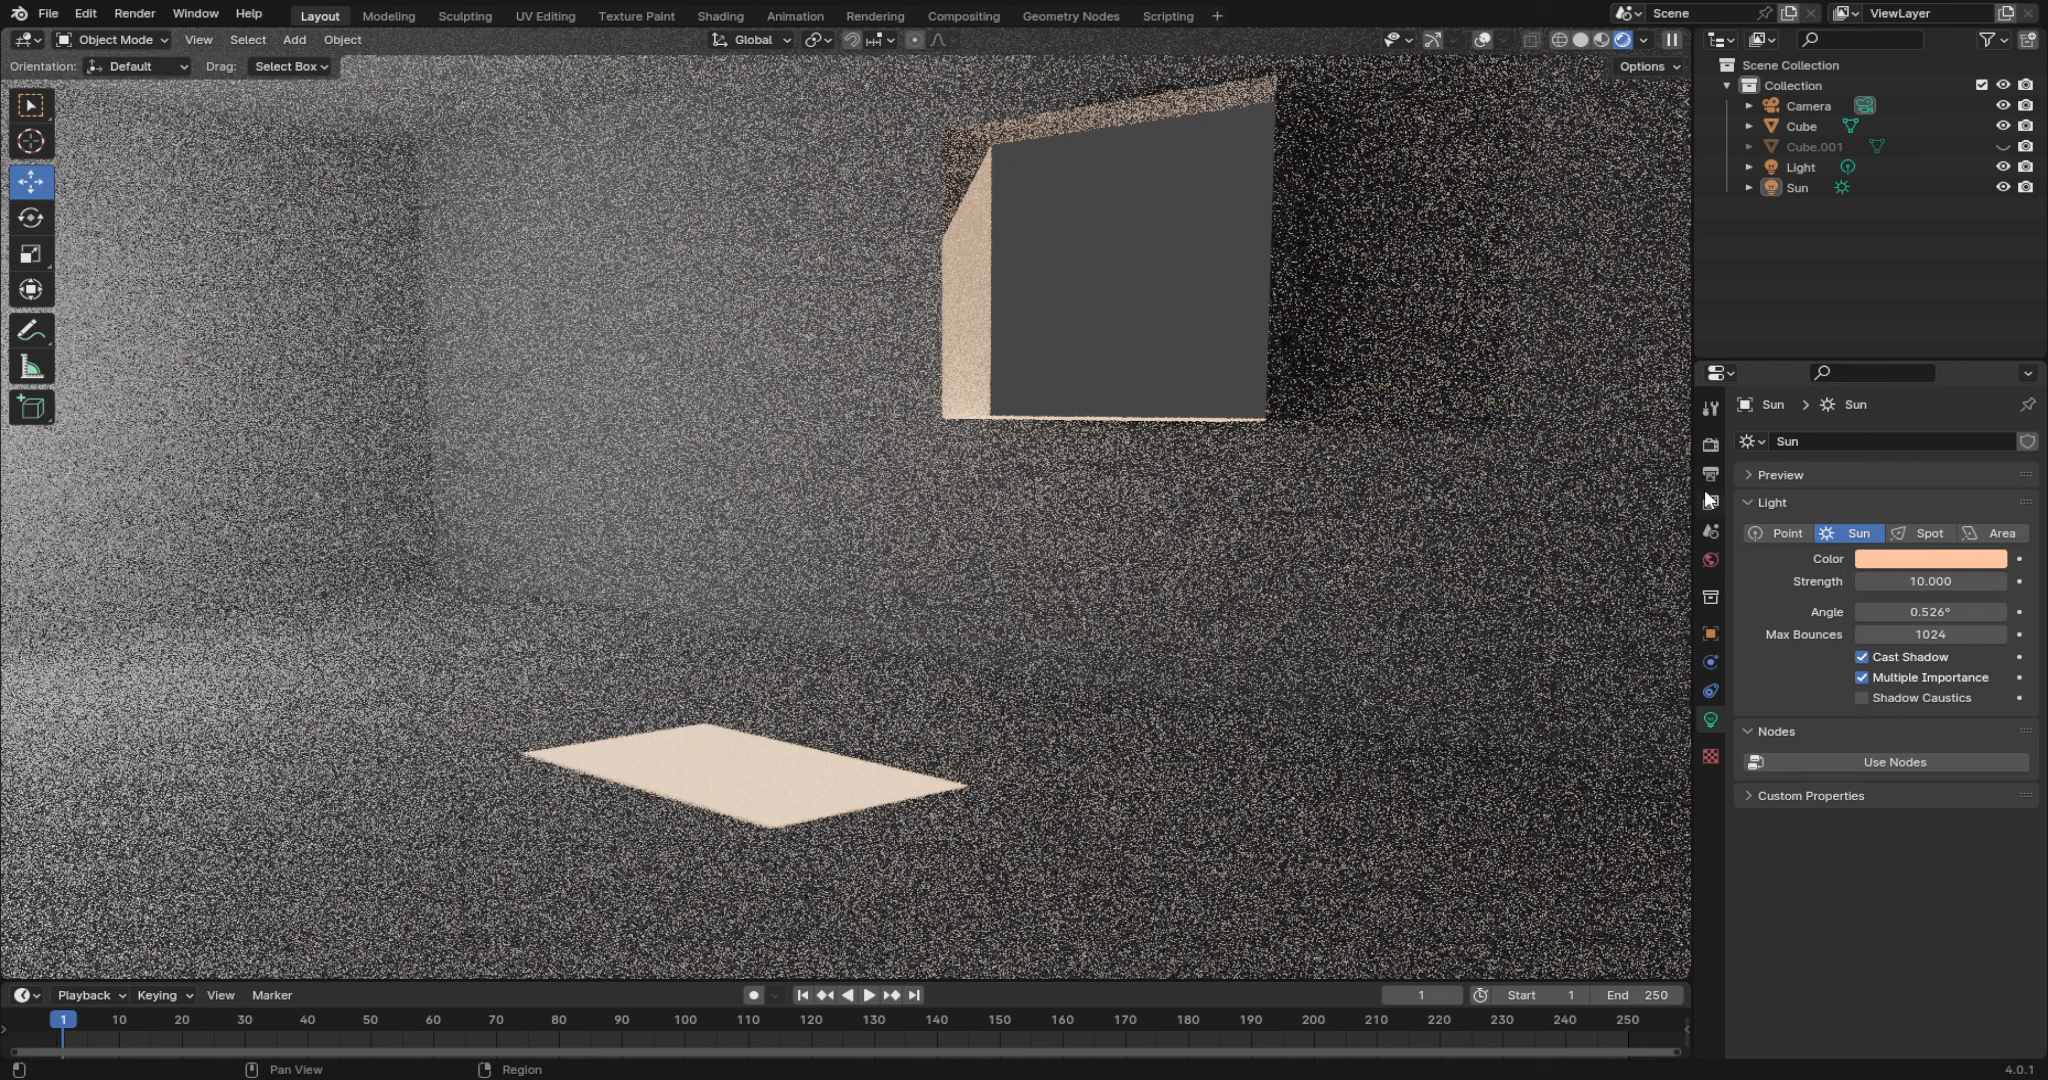 File Edit Render Window Help Layout Modeling Sculpting UV Editing Texture Paint Shading Animation Rendering Compositing Geometry Nodes Scripting + Scene ViewLayer
Object Mode View Select Add Object Global
Orientation: Default Drag: Select Box Options
Scene Collection
Collection
Camera
Cube
Cube.001
Light
Sun
Sun > Sun
Sun
Preview
Light
Point Sun Spot Area
Color
Strength 10.000
Angle 0.526°
Max Bounces 1024
Cast Shadow
Multiple Importance
Shadow Caustics
Nodes
Use Nodes
Custom Properties
Playback Keying View Marker 1 Start 1 End 250
1 10 20 30 40 50 60 70 80 90 100 110 120 130 140 150 160 170 180 190 200 210 220 230 240 250
Pan View Region 4.0.1